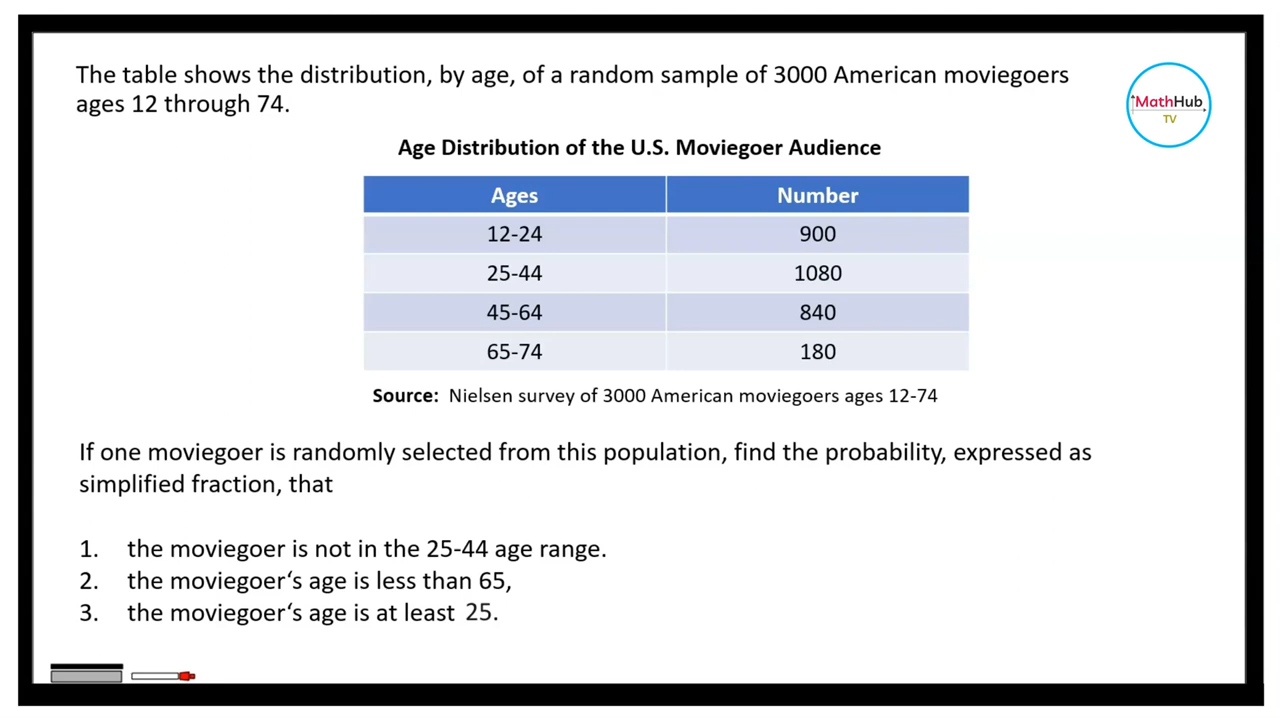 The table shows the distribution, by age, of a random sample of 3000 American moviegoers
ages 12 through 74.
MathHub
TV
Age Distribution of the U.S. Moviegoer Audience
Ages Number
12-24 900
25-44 1080
45-64 840
65-74 180
Source: Nielsen survey of 3000 American moviegoers ages 12-74
If one moviegoer is randomly selected from this population, find the probability, expressed as
simplified fraction, that
1. the moviegoer is not in the 25-44 age range.
2. the moviegoer‘s age is less than 65,
3. the moviegoer‘s age is at least 25.